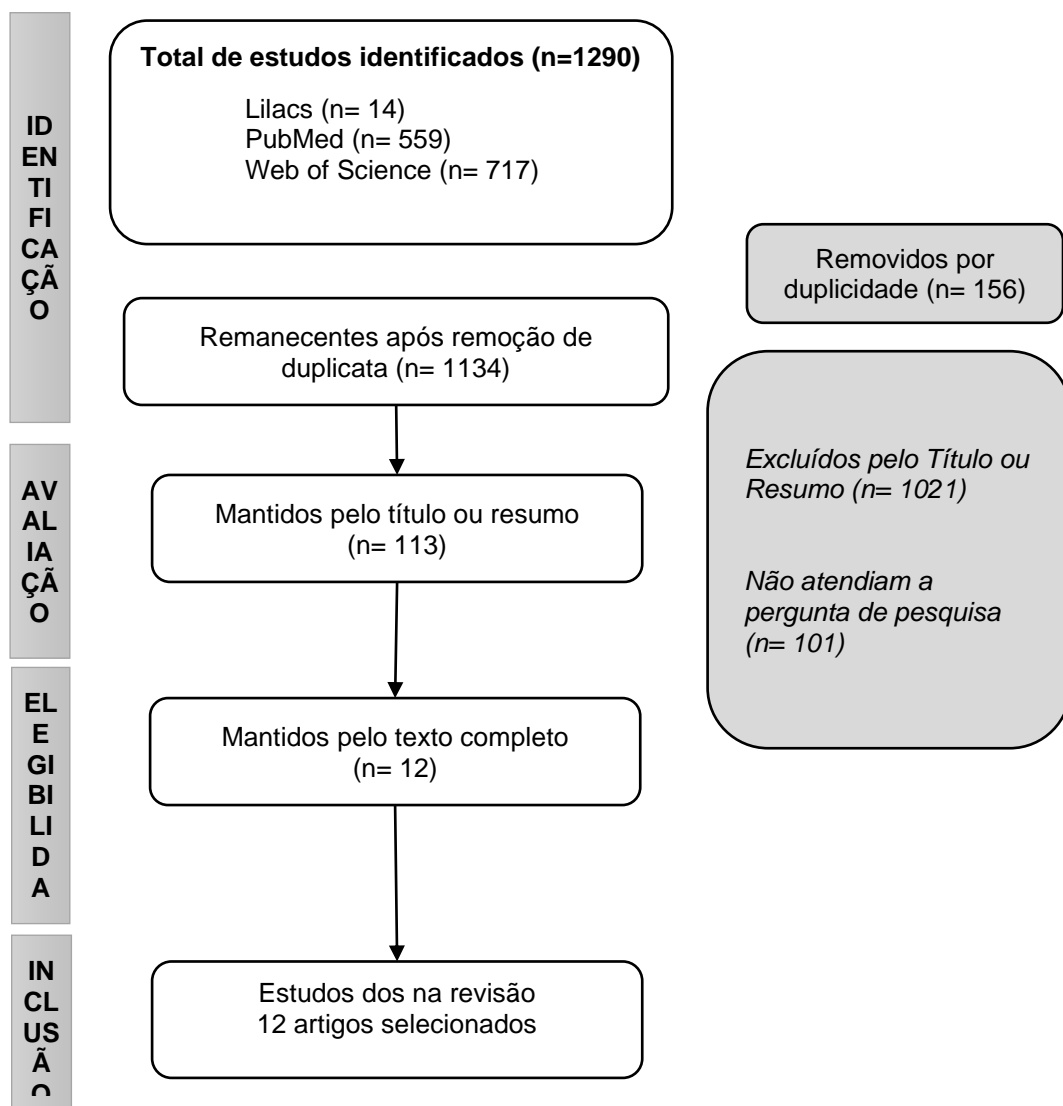 ID
EN
TI
FI
CA
ÇÃ
O
Total de estudos identificados (n=1290)
Lilacs (n= 14)
PubMed (n= 559)
Web of Science (n= 717)
Removidos por
duplicidade (n= 156)
Remanecentes após remoção de
duplicata (n= 1134)
AV
AL
IA
ÇÃ
O
Mantidos pelo título ou resumo
(n= 113)
Excluídos pelo Título ou
Resumo (n= 1021)
Não atendiam a
pergunta de pesquisa
(n= 101)
EL
E
GI
BI
LI
D
A
Mantidos pelo texto completo
(n= 12)
IN
CL
US
Ã
O
Estudos dos na revisão
12 artigos selecionados